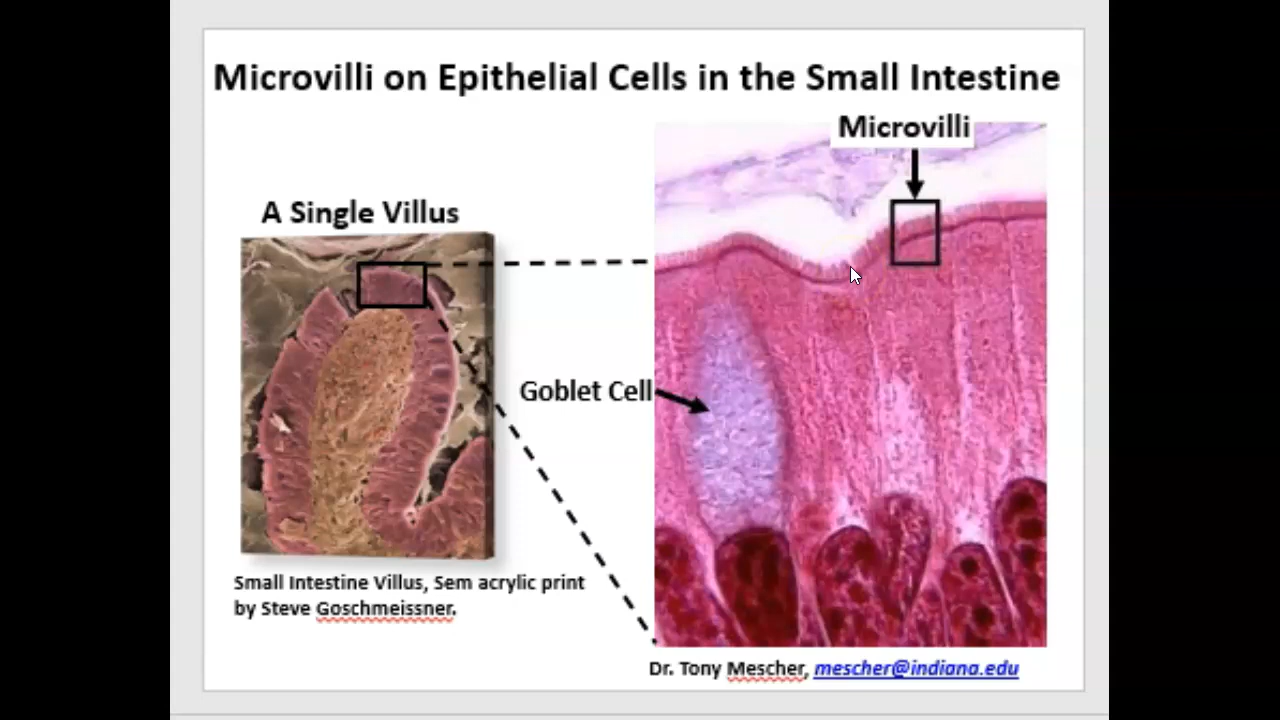 Microvilli on Epithelial Cells in the Small Intestine
Microvilli
A Single Villus
Goblet Cell
Small Intestine Villus, Sem acrylic print
by Steve Goschmeissner.
Dr. Tony Mescher, mescher@indiana.edu